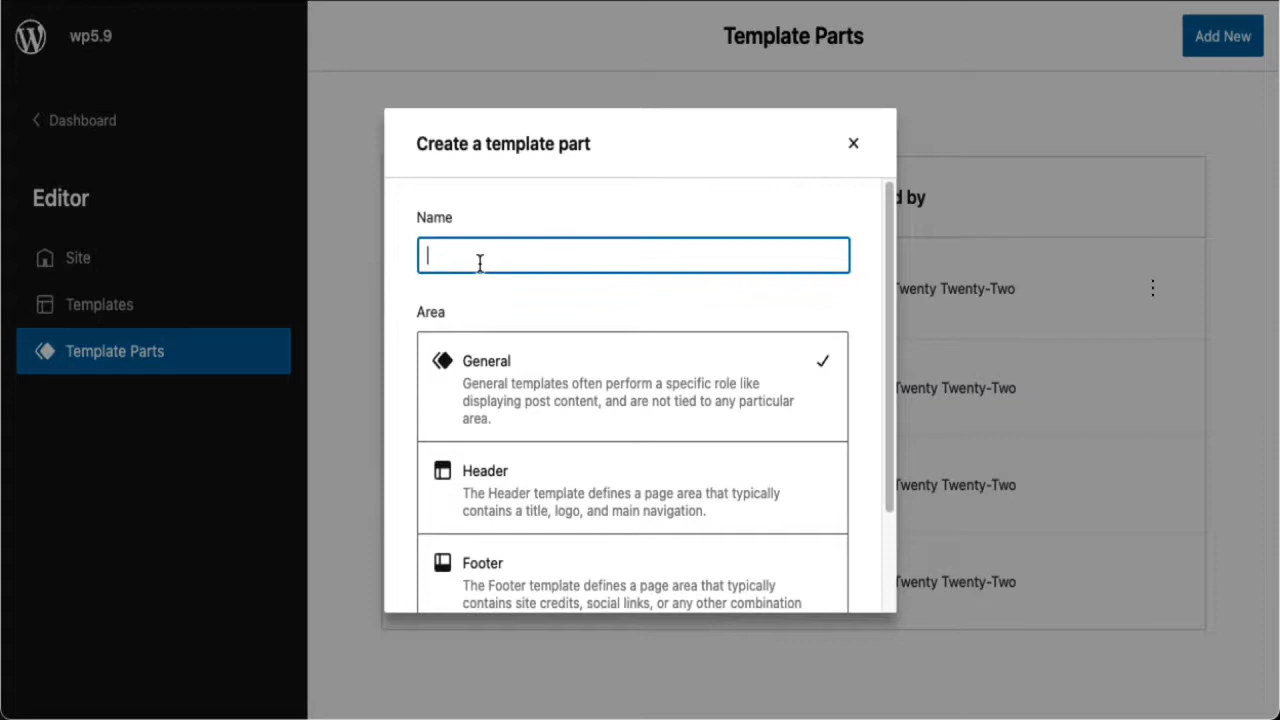 wp5.9
Template Parts
Add New
Dashboard
Editor
Site
Templates
Template Parts
Create a template part
Name
Area
General
General templates often perform a specific role like
displaying post content, and are not tied to any particular
area.
Header
The Header template defines a page area that typically
contains a title, logo, and main navigation.
Footer
The Footer template defines a page area that typically
contains site credits, social links, or any other combination
by
Twenty Twenty-Two
Twenty Twenty-Two
Twenty Twenty-Two
Twenty Twenty-Two